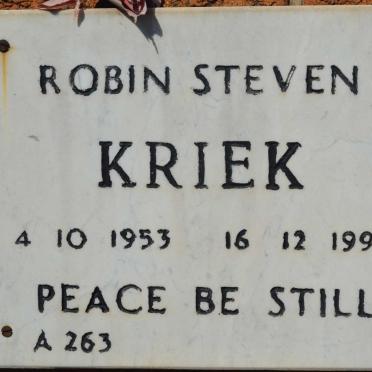 ROBIN STEVEN
KRIEK
4 10 1953 16 12 199
PEACE BE STILL
A 263